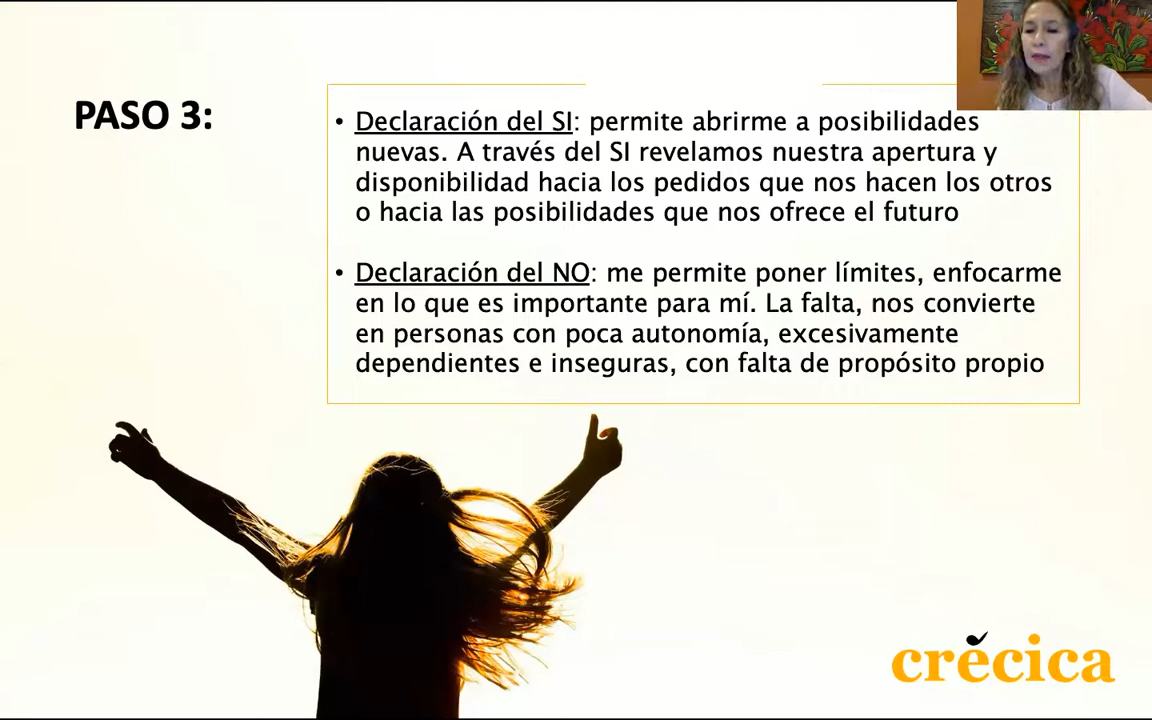 PASO 3:
• Declaración del SI: permite abrirme a posibilidades
nuevas. A través del SI revelamos nuestra apertura y
disponibilidad hacia los pedidos que nos hacen los otros
o hacia las posibilidades que nos ofrece el futuro
• Declaración del NO: me permite poner límites, enfocarme
en lo que es importante para mí. La falta, nos convierte
en personas con poca autonomía, excesivamente
dependientes e inseguras, con falta de propósito propio
crecica